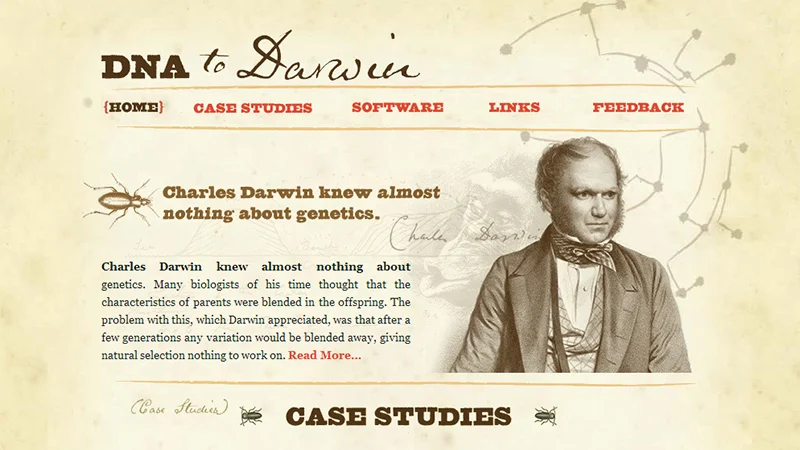 DNA to Darwin
{HOME} CASE STUDIES SOFTWARE LINKS FEEDBACK
Charles Darwin knew almost
nothing about genetics.
Charles Darwin
Charles Darwin knew almost nothing about
genetics. Many biologists of his time thought that the
characteristics of parents were blended in the offspring. The
problem with this, which Darwin appreciated, was that after a
few generations any variation would be blended away, giving
natural selection nothing to work on. Read More...
(Case Studies) CASE STUDIES